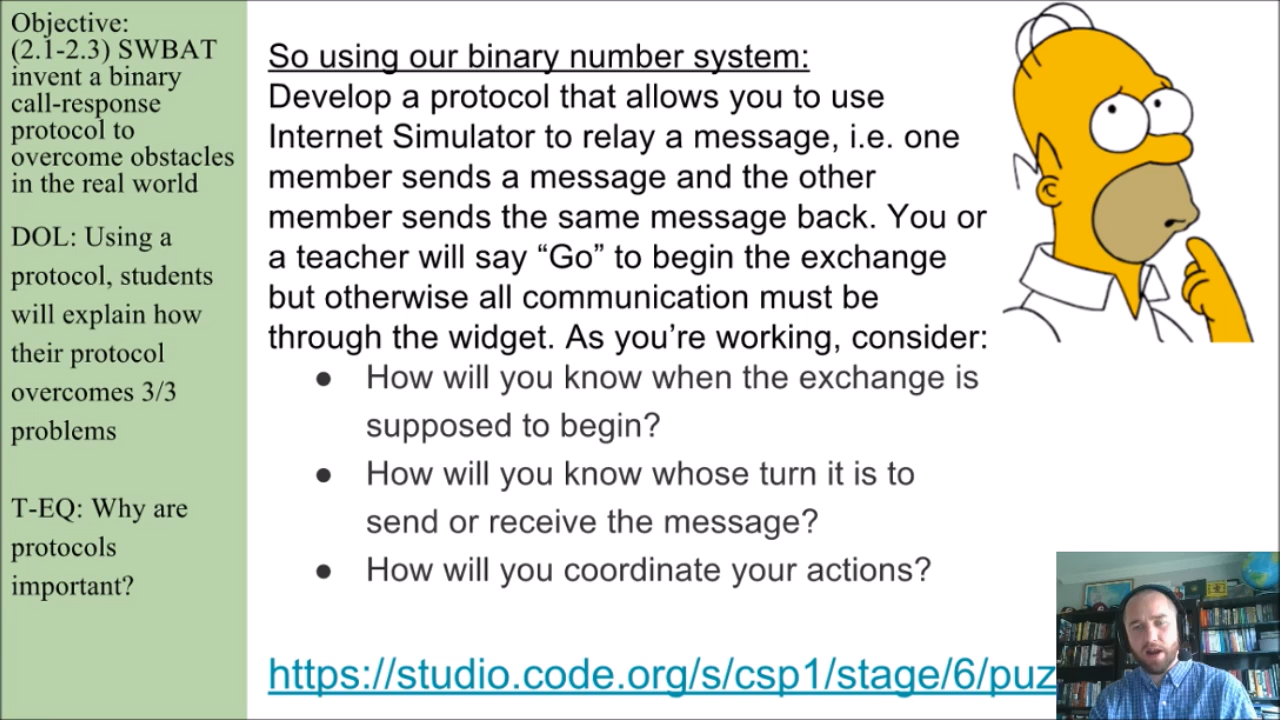 Objective:
(2.1-2.3) SWBAT
invent a binary
call-response
protocol to
overcome obstacles
in the real world
DOL: Using a
protocol, students
will explain how
their protocol
overcomes 3/3
problems
T-EQ: Why are
protocols
important?
So using our binary number system:
Develop a protocol that allows you to use
Internet Simulator to relay a message, i.e. one
member sends a message and the other
member sends the same message back. You or
a teacher will say “Go” to begin the exchange
but otherwise all communication must be
through the widget. As you’re working, consider:
● How will you know when the exchange is
supposed to begin?
● How will you know whose turn it is to
send or receive the message?
● How will you coordinate your actions?
https://studio.code.org/s/csp1/stage/6/puz